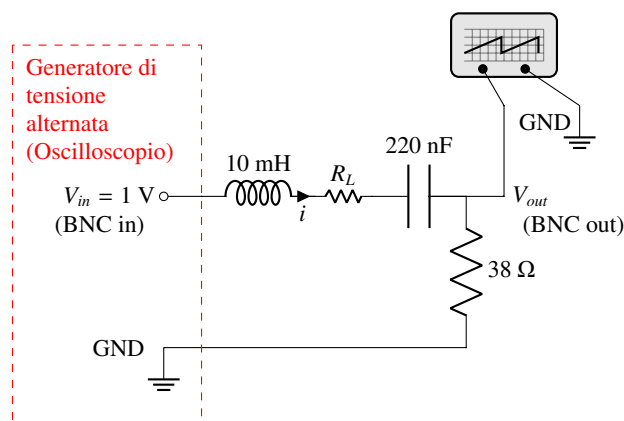 Generatore di
tensione
alternata
(Oscilloscopio)
GND
10 mH
R_L
220 nF
V_in = 1 V
(BNC in)
i
V_out
(BNC out)
38 Ω
GND